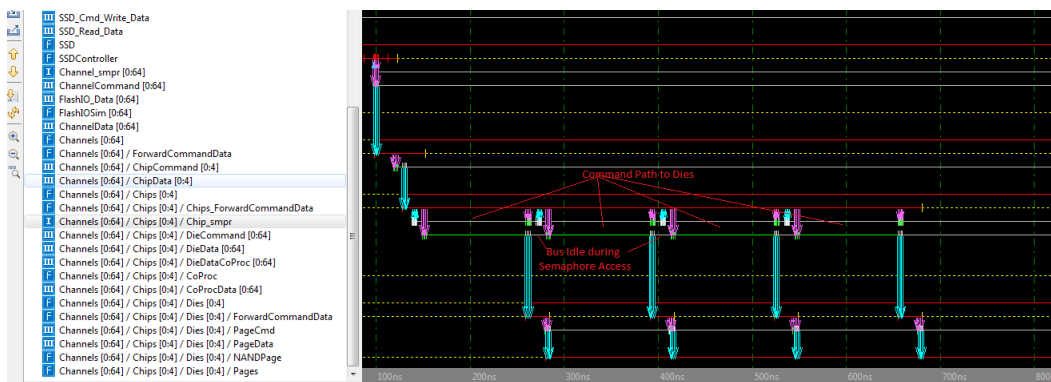 SSD_Cmd_Write_Data
SSD_Read_Data
SSD
SSDController
Channel_smpr [0:64]
ChannelCommand [0:64]
FlashIO_Data [0:64]
FlashIOSim [0:64]
ChannelData [0:64]
Channels [0:64]
Channels [0:64] / ForwardCommandData
Channels [0:64] / ChipCommand [0:4]
Channels [0:64] / ChipData [0:4]
Channels [0:64] / Chips [0:4]
Channels [0:64] / Chips [0:4] / Chips_ForwardCommandData
Channels [0:64] / Chips [0:4] / Chip_smpr
Channels [0:64] / Chips [0:4] / DieCommand [0:64]
Channels [0:64] / Chips [0:4] / DieData [0:64]
Channels [0:64] / Chips [0:4] / DieDataCoProc [0:64]
Channels [0:64] / Chips [0:4] / CoProc
Channels [0:64] / Chips [0:4] / CoProcData [0:64]
Channels [0:64] / Chips [0:4] / Dies [0:4]
Channels [0:64] / Chips [0:4] / Dies [0:4] / ForwardCommandData
Channels [0:64] / Chips [0:4] / Dies [0:4] / PageCmd
Channels [0:64] / Chips [0:4] / Dies [0:4] / PageData
Channels [0:64] / Chips [0:4] / Dies [0:4] / NANDPage
Channels [0:64] / Chips [0:4] / Dies [0:4] / Pages
Command Path to Dies
Bus Idle during
Semaphore Access
100ns 200ns 300ns 400ns 500ns 600ns 700ns 800